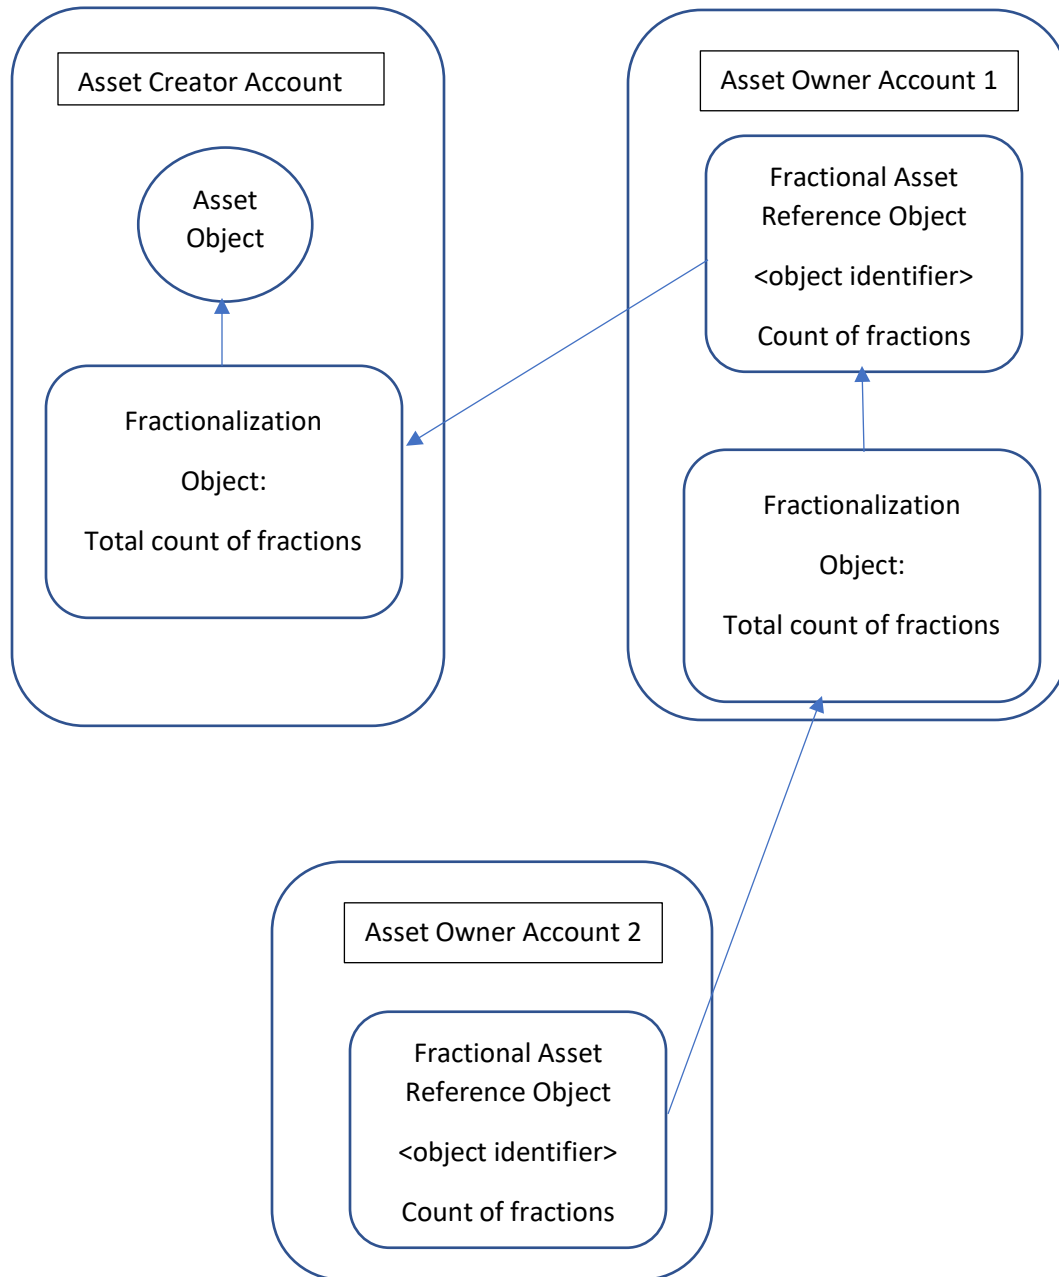 Asset Creator Account
Asset
Object
Fractionalization
Object:
Total count of fractions
Asset Owner Account 1
Fractional Asset
Reference Object
<object identifier>
Count of fractions
Fractionalization
Object:
Total count of fractions
Asset Owner Account 2
Fractional Asset
Reference Object
<object identifier>
Count of fractions